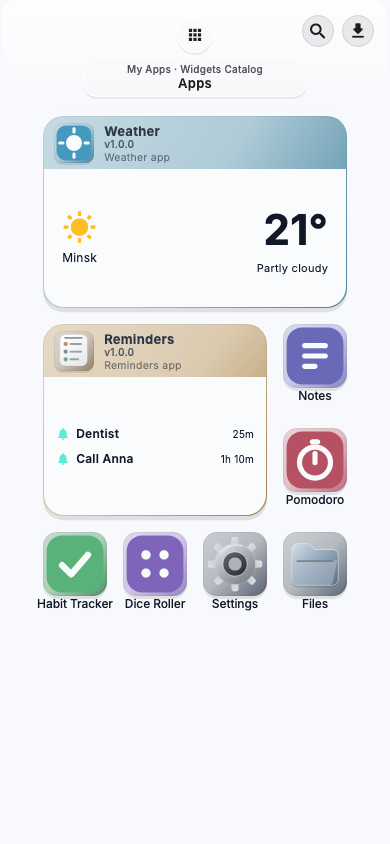 My Apps · Widgets Catalog
Apps
Weather
v1.0.0
Weather app
Minsk
21°
Partly cloudy
Reminders
v1.0.0
Reminders app
Dentist 25m
Call Anna 1h 10m
Notes
Pomodoro
Habit Tracker Dice Roller Settings Files